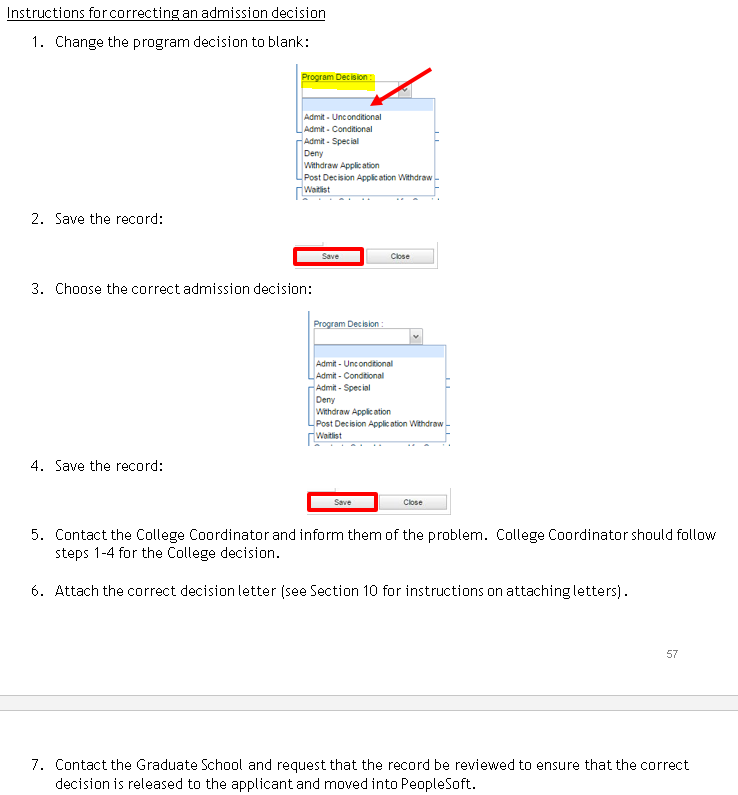 Instructions for correcting an admission decision
1. Change the program decision to blank:
Program Decision :
Admit - Unconditional
Admit - Conditional
Admit - Special
Deny
Withdraw Application
Post Decision Application Withdraw
Waitlist
2. Save the record:
Save Close
3. Choose the correct admission decision:
Program Decision :
Admit - Unconditional
Admit - Conditional
Admit - Special
Deny
Withdraw Application
Post Decision Application Withdraw
Waitlist
4. Save the record:
Save Close
5. Contact the College Coordinator and inform them of the problem. College Coordinator should follow
steps 1-4 for the College decision.
6. Attach the correct decision letter (see Section 10 for instructions on attaching letters).
57
7. Contact the Graduate School and request that the record be reviewed to ensure that the correct
decision is released to the applicant and moved into PeopleSoft.